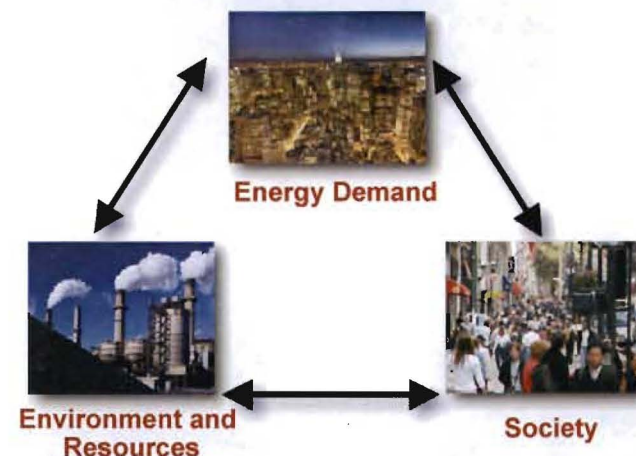 Energy Demand
Environment and
Resources
Society